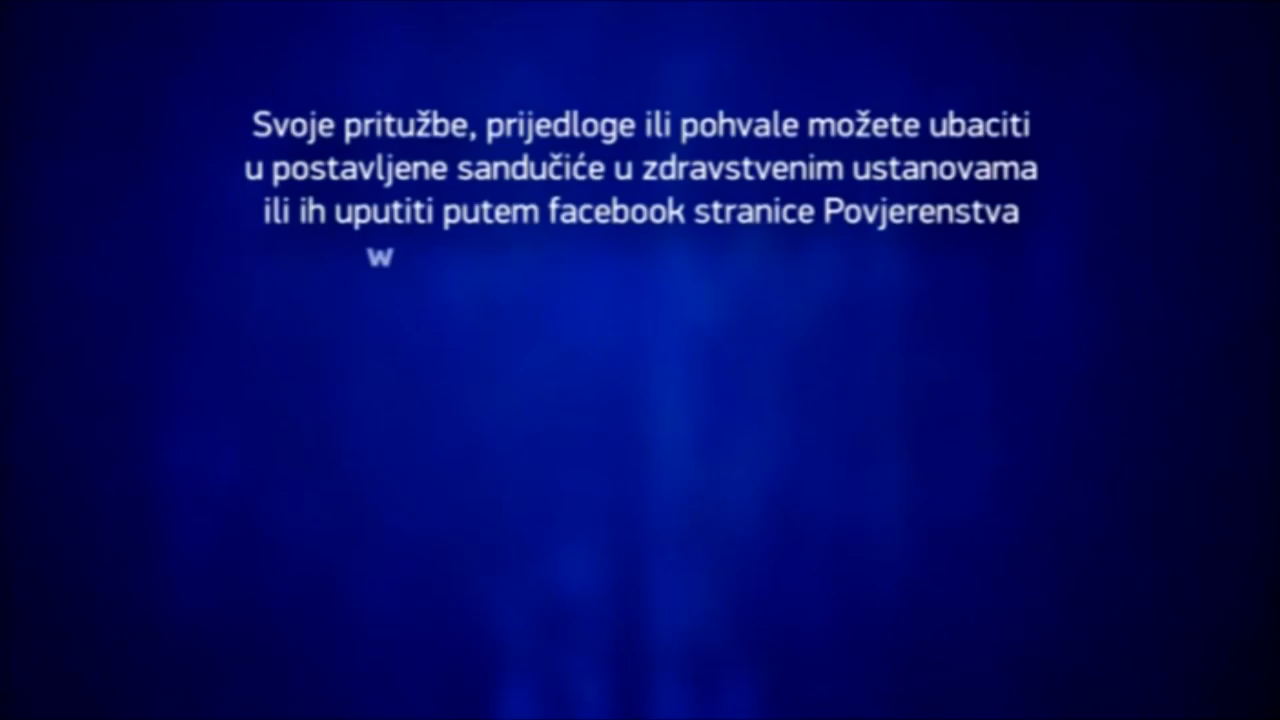 Svoje pritužbe, prijedloge ili pohvale možete ubaciti
u postavljene sandučiće u zdravstvenim ustanovama
ili ih uputiti putem facebook stranice Povjerenstva
w